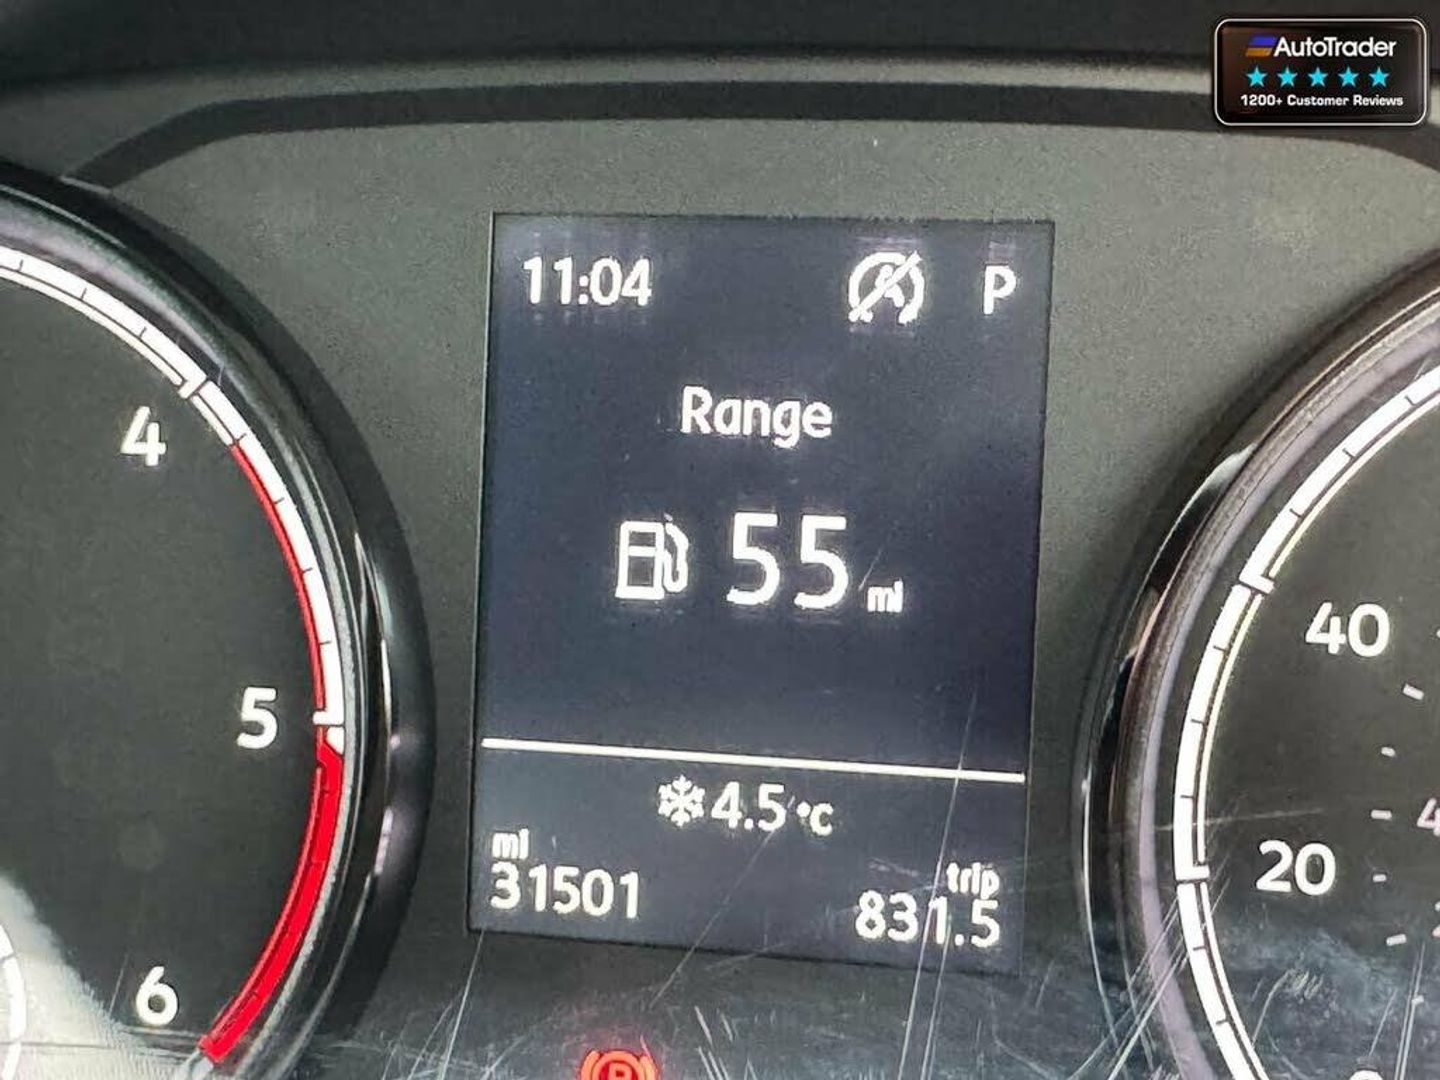 AutoTrader
1200+ Customer Reviews
11:04 P
Range
55 mi
4.5 °C
mi
31501
trip
831.5
4
5
6
40
20
P